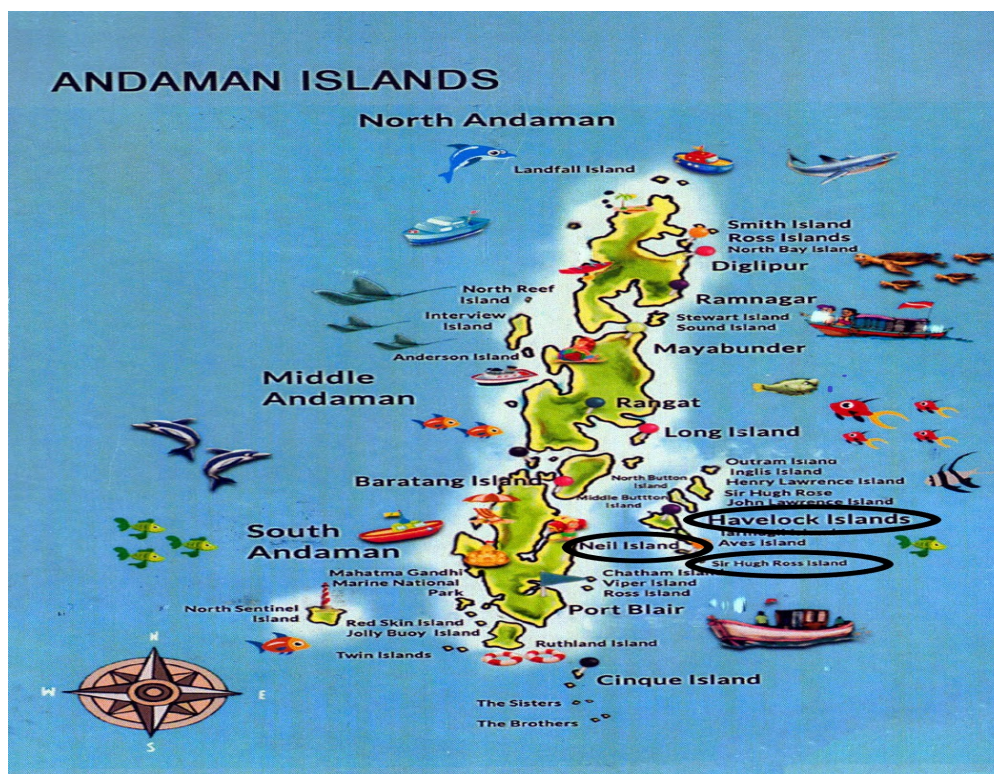 ANDAMAN ISLANDS
North Andaman
Landfall Island
Smith Island
Ross Islands
North Bay Island
Diglipur
North Reef
Island
Ramnagar
Interview
Island
Stewart Island
Sound Island
Anderson Island
Mayabunder
Middle
Andaman
Rangat
Long Island
Baratang Island
North Button
Island
Middle Buttton
Island
Outram Island
Inglis Island
Henry Lawrence Island
Sir Hugh Rose
John Lawrence Island
Havelock Islands
South
Andaman
Neil Island
Aves Island
Sir Hugh Ross Island
Mahatma Gandhi
Marine National
Park
Chatham Island
Viper Island
Ross Island
Port Blair
North Sentinel
Island
Red Skin Island
Jolly Buoy Island
Twin Islands
Ruthland Island
Cinque Island
The Sisters
The Brothers
N
W
E
S